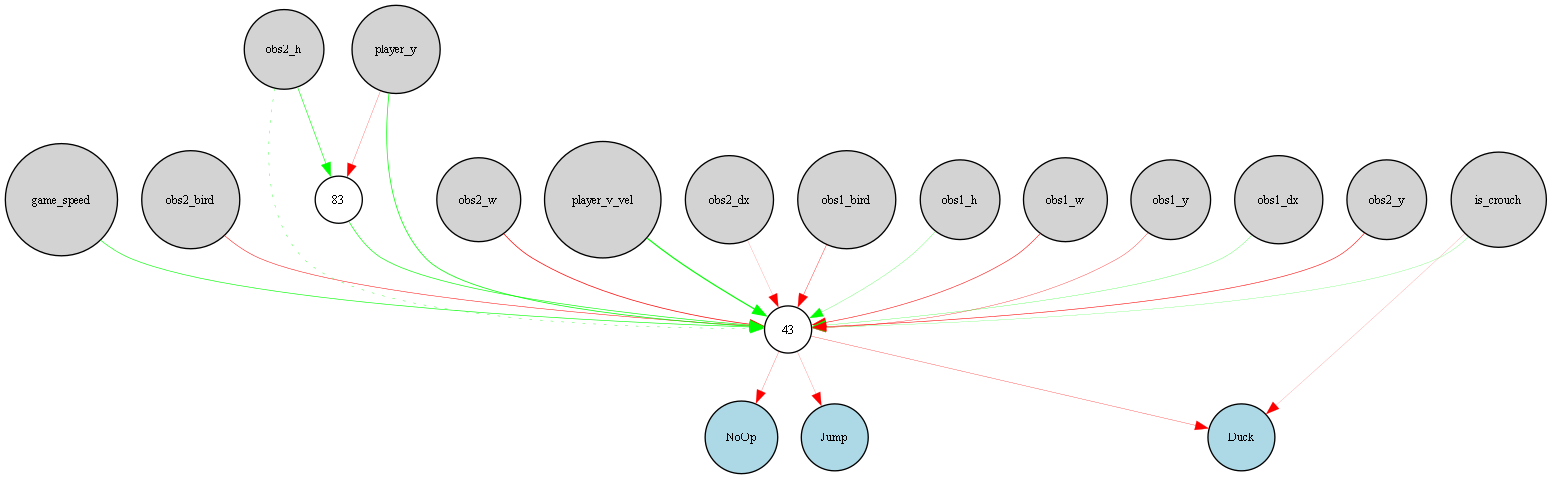 obs2_h
player_y
game_speed
obs2_bird
83
obs2_w
player_v_vel
obs2_dx
obs1_bird
obs1_h
obs1_w
obs1_y
obs1_dx
obs2_y
is_crouch
43
NoOp
Jump
Duck